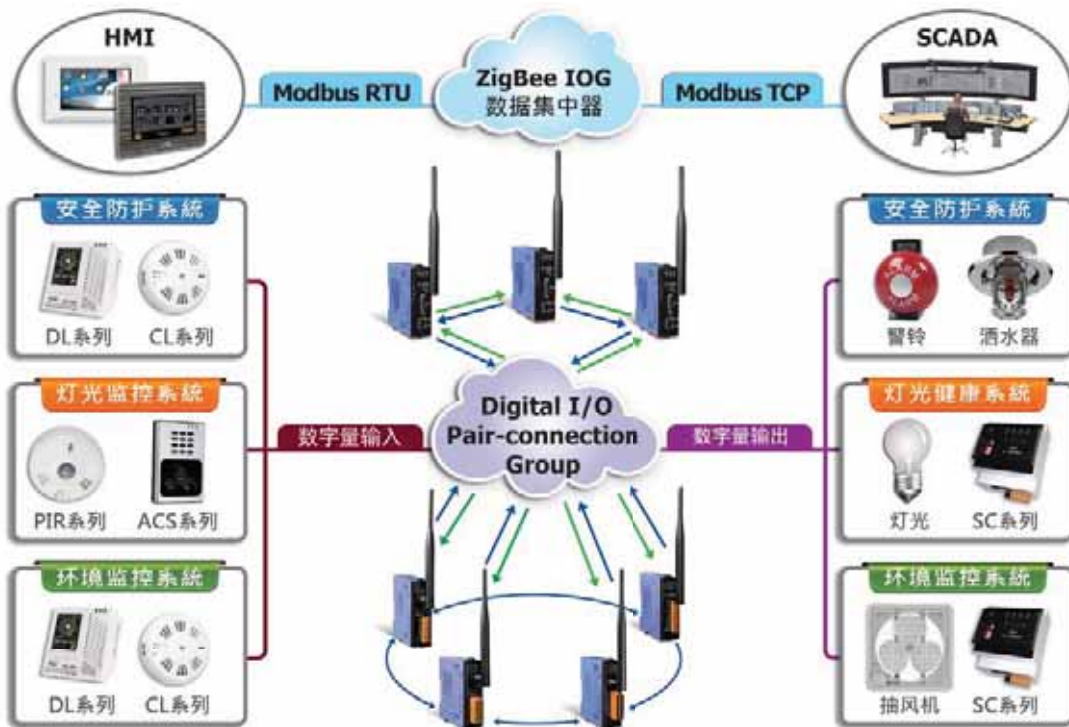 HMI
Modbus RTU
ZigBee IOG
数据集中器
Modbus TCP
SCADA
安全防护系統
DL系列
CL系列
灯光监控系統
PIR系列
ACS系列
环境监控系統
DL系列
CL系列
数字量输入
Digital I/O
Pair-connection
Group
数字量输出
安全防护系統
ALARM
警铃
洒水器
灯光健康系統
灯光
SC系列
环境监控系統
抽风机
SC系列